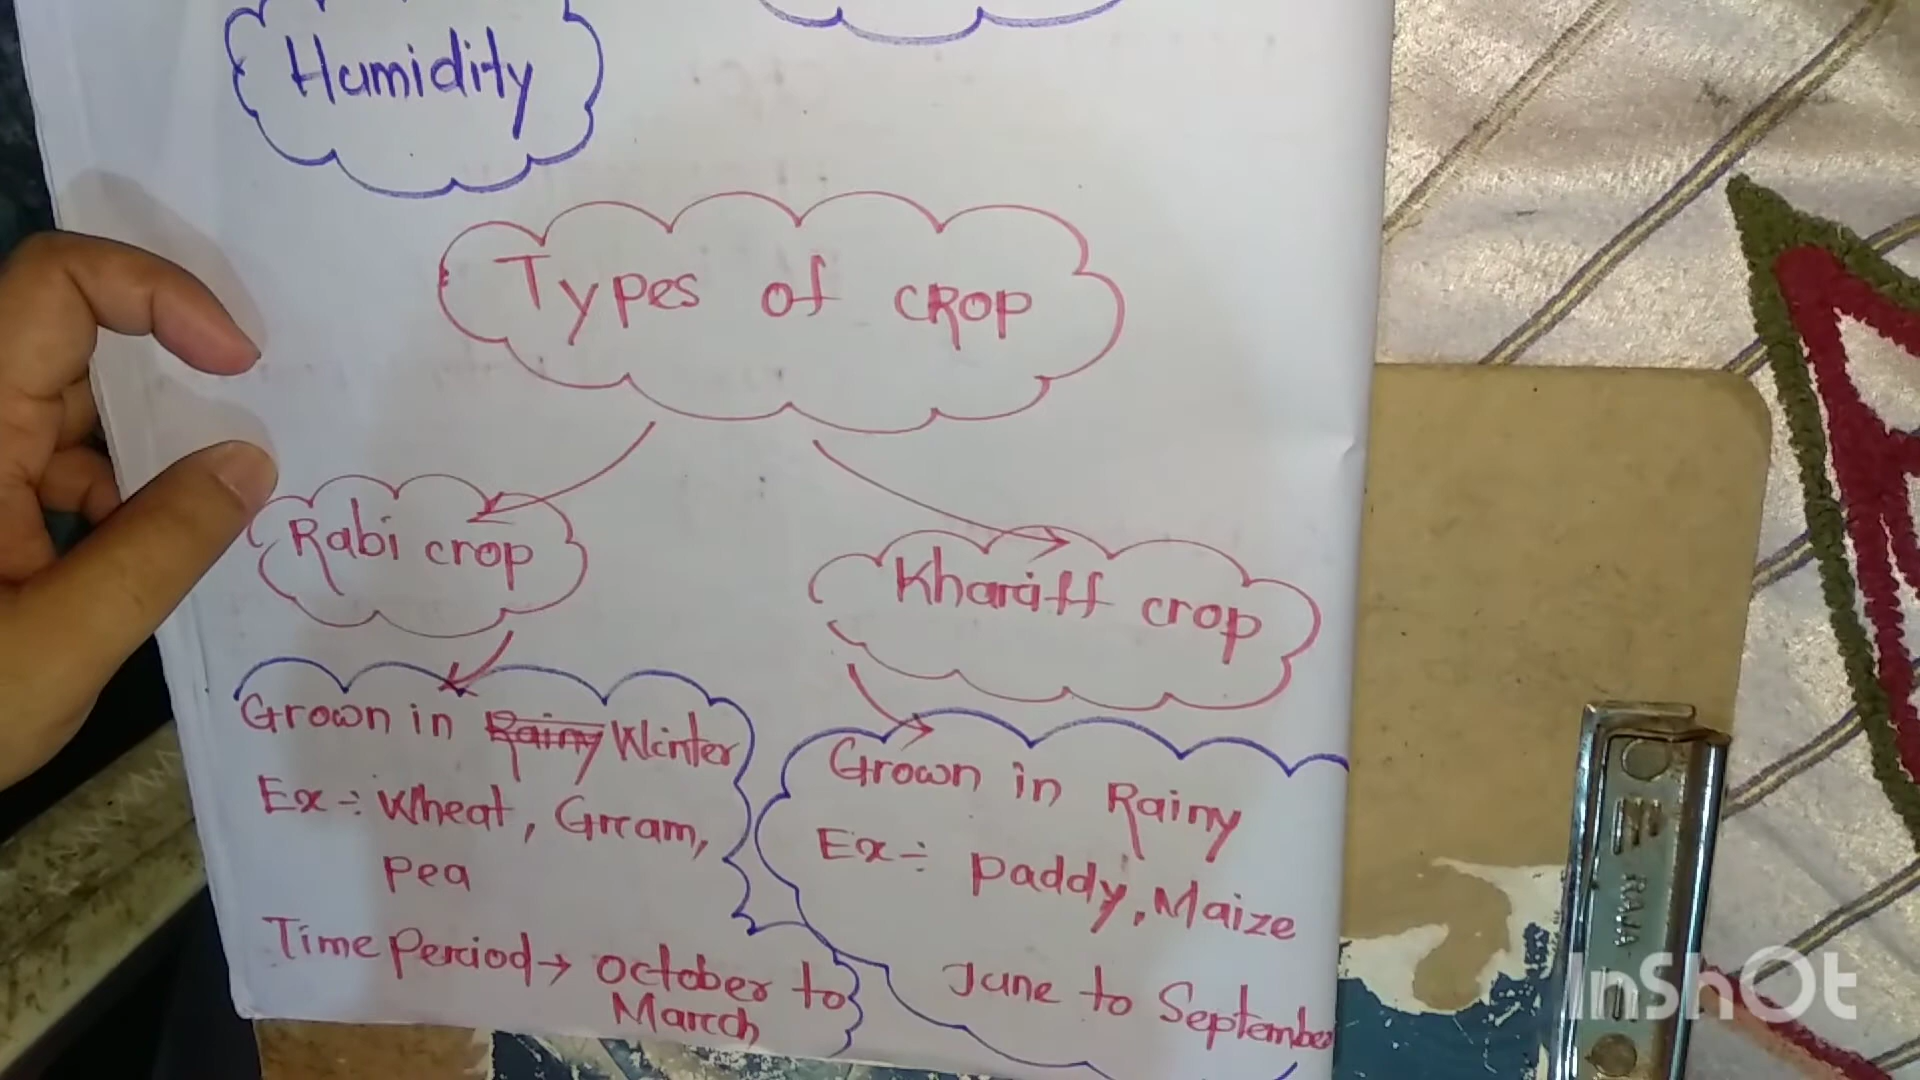 Humidity
Types of CROP
Rabi crop
Khariff crop
Grown in Rainy Winter
Ex÷ Wheat, Gram,
Pea
Time Period → October to
March
Grown in Rainy
Ex÷ Paddy, Maize
June to September
RAJA
InShOt